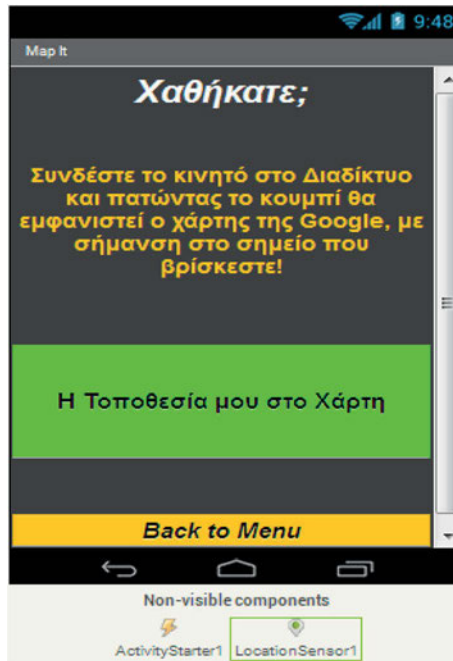 9:48
Map It
Χαθήκατε;
Συνδέστε το κινητό στο Διαδίκτυο
και πατώντας το κουμπί θα
εμφανιστεί ο χάρτης της Google, με
σήμανση στο σημείο που
βρίσκεστε!
Η Τοποθεσία μου στο Χάρτη
Back to Menu
Non-visible components
ActivityStarter1 LocationSensor1